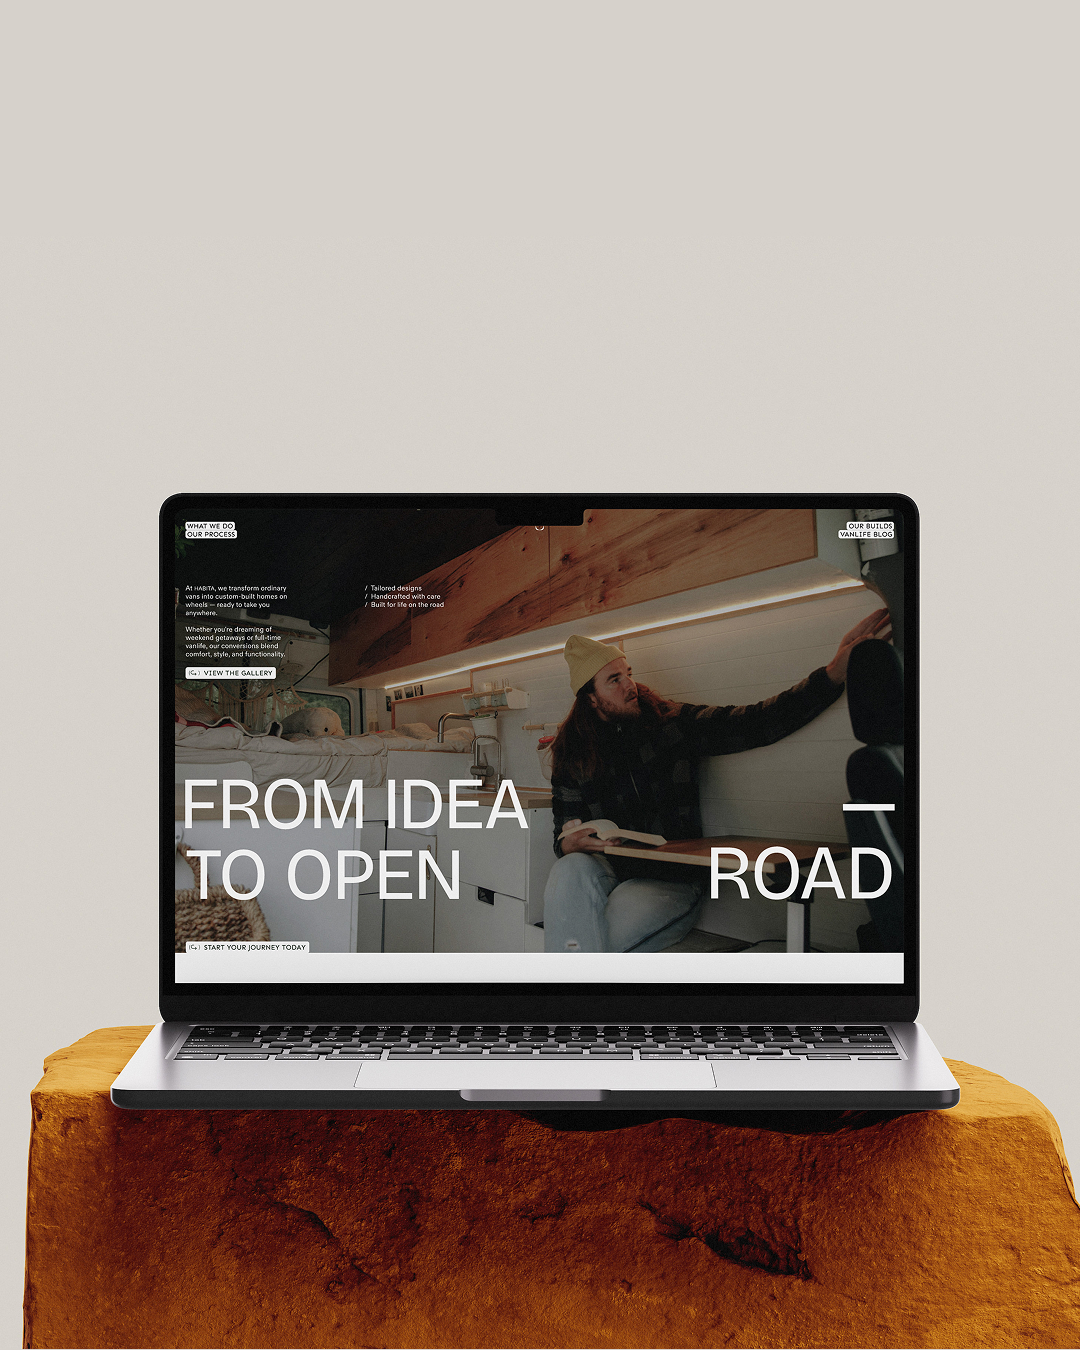 WHAT WE DO
OUR PROCESS
OUR BUILDS
VANLIFE BLOG
At HABITA, we transform ordinary
vans into custom-built homes on
wheels — ready to take you
anywhere.
Whether you're dreaming of
weekend getaways or full-time
vanlife, our conversions blend
comfort, style, and functionality.
/ Tailored designs
/ Handcrafted with care
/ Built for life on the road
(↪) VIEW THE GALLERY
FROM IDEA —
TO OPEN ROAD
(↪) START YOUR JOURNEY TODAY